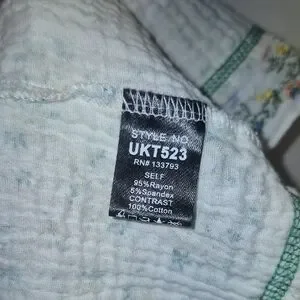 STYLE NO.
UKT523
RN# 133793
SELF
95%Rayon
5%Spandex
CONTRAST
100%Cotton